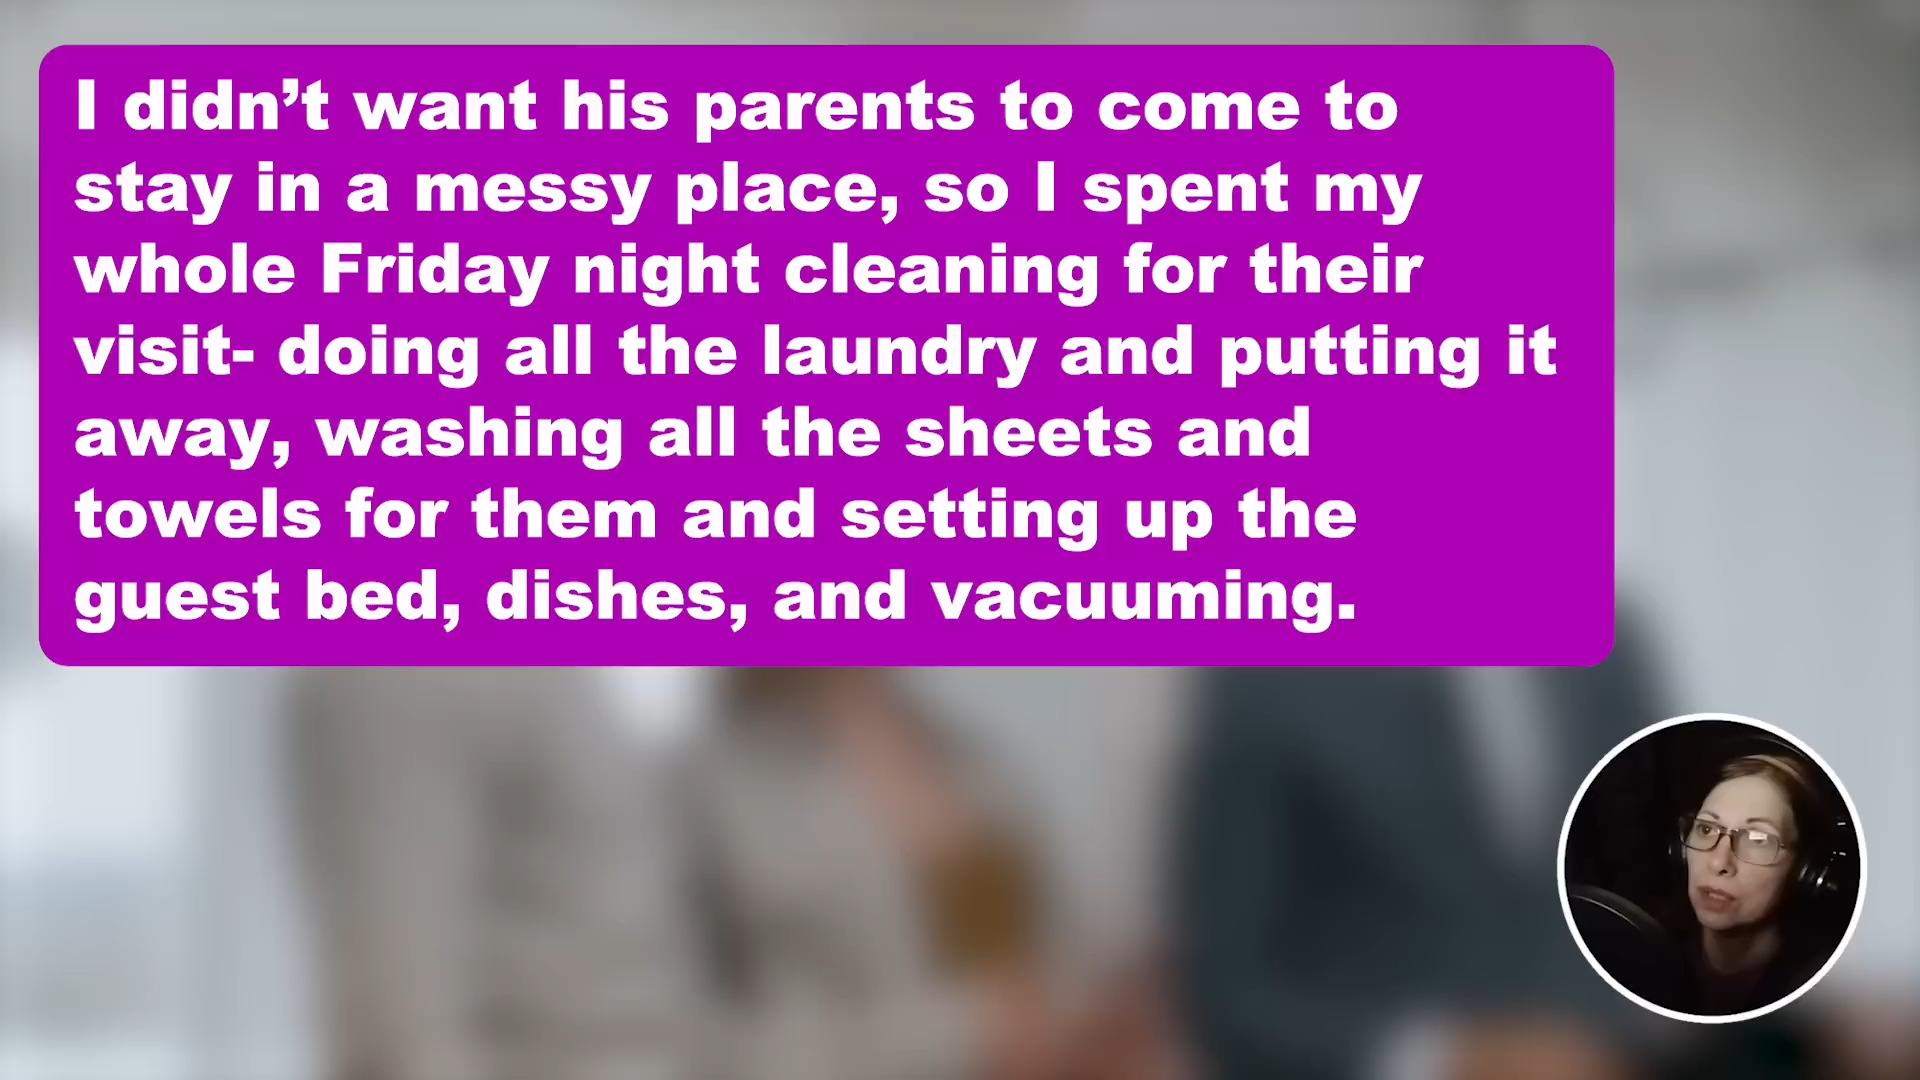 I didn’t want his parents to come to
stay in a messy place, so I spent my
whole Friday night cleaning for their
visit- doing all the laundry and putting it
away, washing all the sheets and
towels for them and setting up the
guest bed, dishes, and vacuuming.